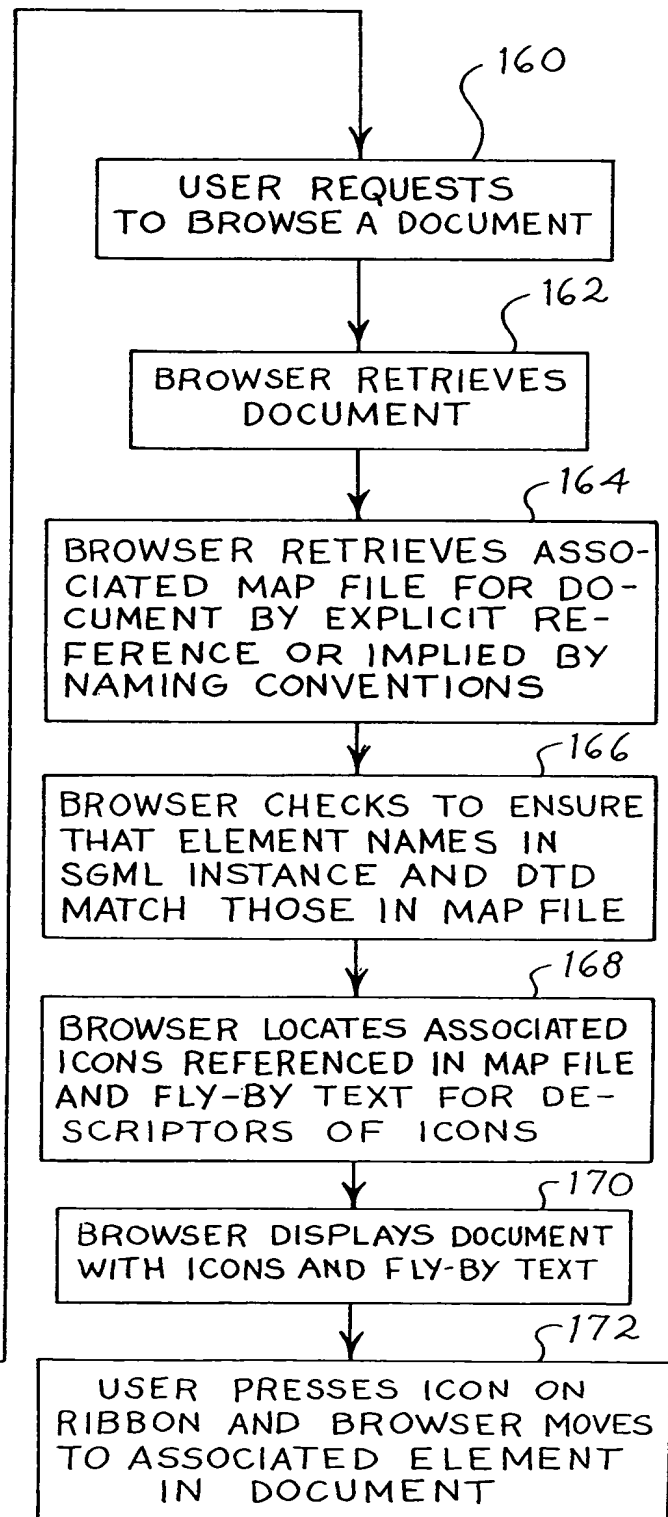 160
USER REQUESTS
TO BROWSE A DOCUMENT
162
BROWSER RETRIEVES
DOCUMENT
164
BROWSER RETRIEVES ASSO-
CIATED MAP FILE FOR DO-
CUMENT BY EXPLICIT RE-
FERENCE OR IMPLIED BY
NAMING CONVENTIONS
166
BROWSER CHECKS TO ENSURE
THAT ELEMENT NAMES IN
SGML INSTANCE AND DTD
MATCH THOSE IN MAP FILE
168
BROWSER LOCATES ASSOCIATED
ICONS REFERENCED IN MAP FILE
AND FLY-BY TEXT FOR DE-
SCRIPTORS OF ICONS
170
BROWSER DISPLAYS DOCUMENT
WITH ICONS AND FLY-BY TEXT
172
USER PRESSES ICON ON
RIBBON AND BROWSER MOVES
TO ASSOCIATED ELEMENT
IN DOCUMENT